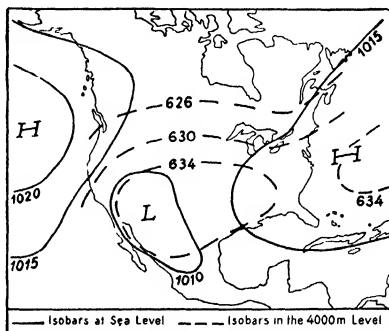 1015
626
H
630
634
H
634
1020
L
1015
1010
Isobars at Sea Level
Isobars in the 4000m Level